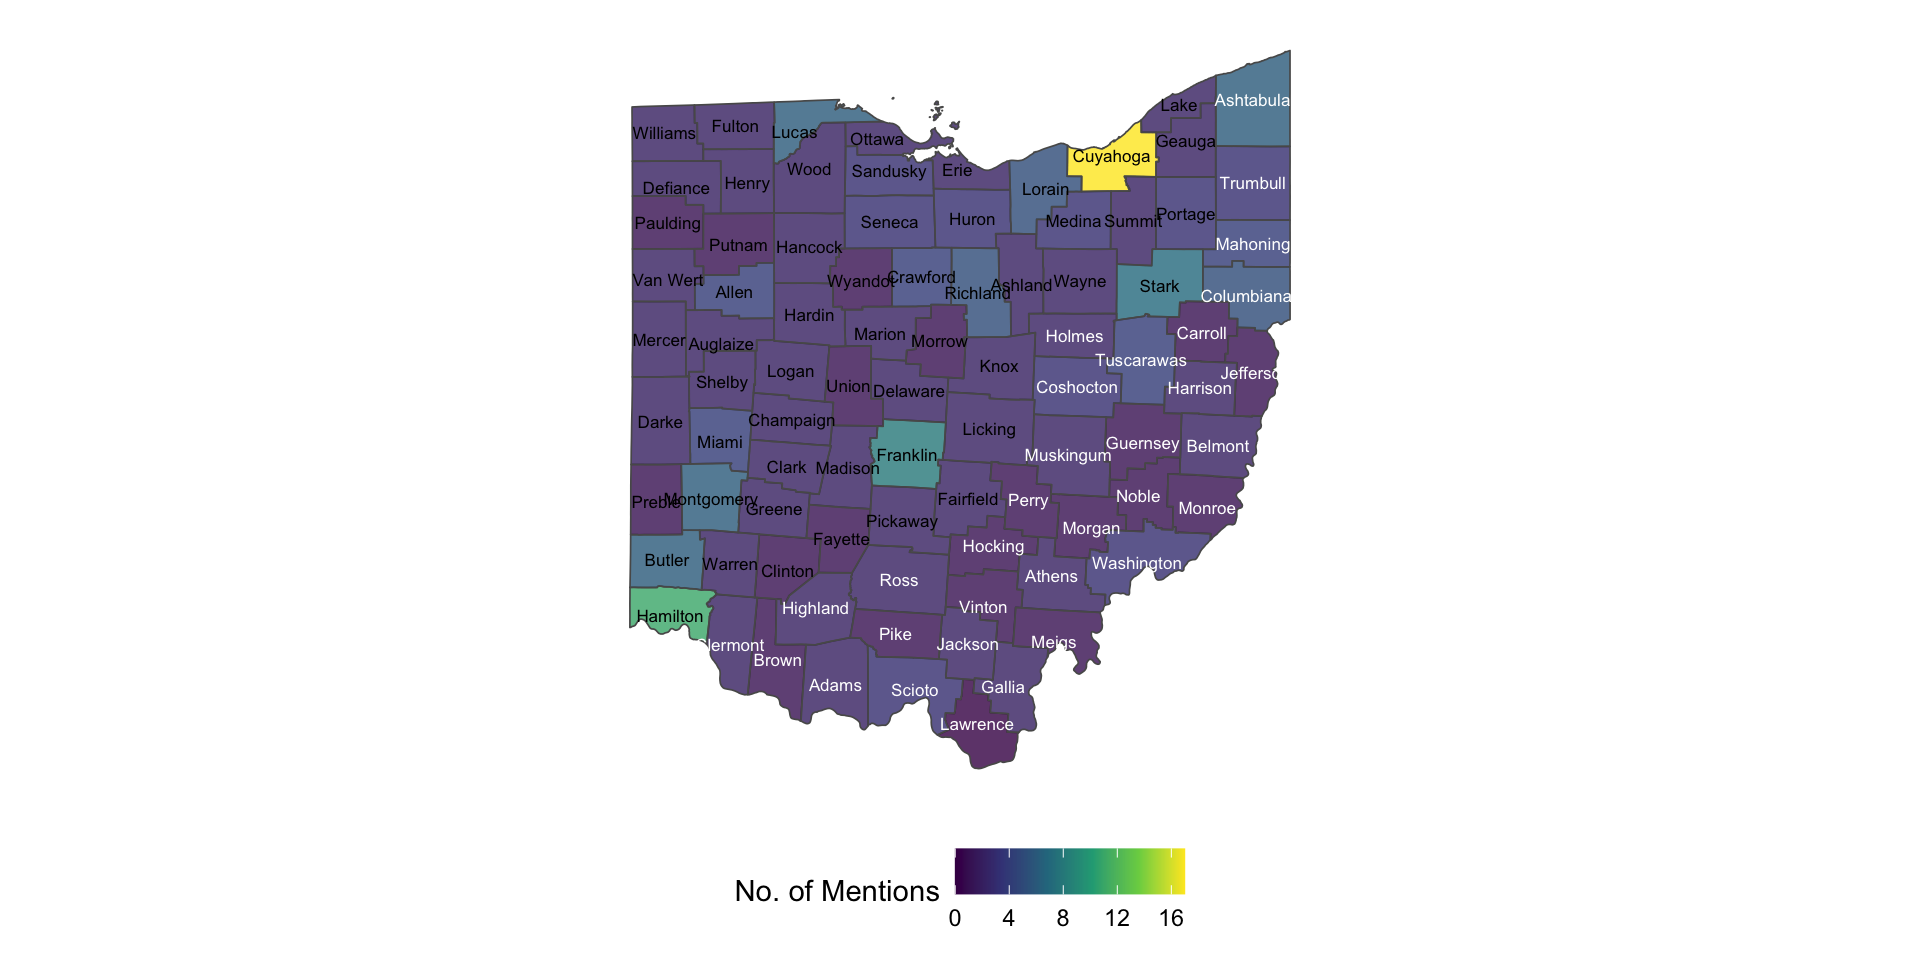 Ashtabula
Lake
Williams
Fulton
Lucas
Ottawa
Geauga
Cuyahoga
Wood
Sandusky
Erie
Defiance
Henry
Lorain
Trumbull
Paulding
Putnam
Seneca
Huron
Medina
Summit
Portage
Hancock
Mahoning
Van Wert
Allen
Wyandot
Crawford
Richland
Ashland
Wayne
Stark
Columbiana
Hardin
Marion
Morrow
Holmes
Carroll
Mercer
Auglaize
Tuscarawas
Shelby
Logan
Union
Delaware
Knox
Coshocton
Harrison
Jefferso
Darke
Champaign
Miami
Licking
Muskingum
Guernsey
Belmont
Clark
Madison
Franklin
Preble
Montgomery
Greene
Fairfield
Perry
Noble
Monroe
Pickaway
Fayette
Morgan
Hocking
Butler
Warren
Clinton
Ross
Athens
Washington
Hamilton
Highland
Vinton
Pike
Jackson
Meigs
Clermont
Brown
Adams
Scioto
Gallia
Lawrence
No. of Mentions
0 4 8 12 16